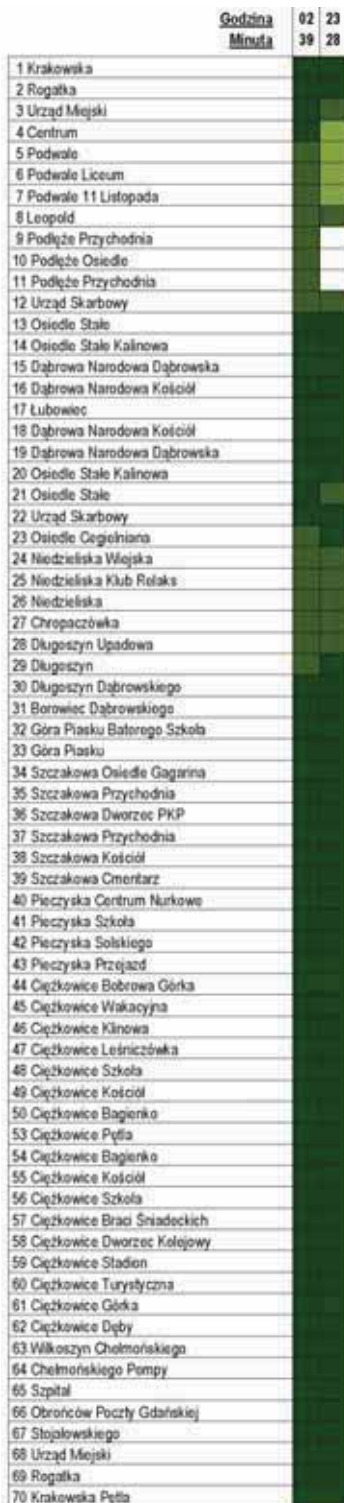 Godzina 02 23
Minuta 39 28
1 Krakowska
2 Rogatka
3 Urząd Miejski
4 Centrum
5 Podwale
6 Podwale Liceum
7 Podwale 11 Listopada
8 Leopold
9 Podłęże Przychodnia
10 Podłęże Osiedle
11 Podłęże Przychodnia
12 Urząd Skarbowy
13 Osiedle Stałe
14 Osiedle Stałe Kalinowa
15 Dąbrowa Narodowa Dąbrowska
16 Dąbrowa Narodowa Kościół
17 Łubowiec
18 Dąbrowa Narodowa Kościół
19 Dąbrowa Narodowa Dąbrowska
20 Osiedle Stałe Kalinowa
21 Osiedle Stałe
22 Urząd Skarbowy
23 Osiedle Cegielniana
24 Niedzieliska Wiejska
25 Niedzieliska Klub Relaks
26 Niedzieliska
27 Chropaczówka
28 Długoszyn Upadowa
29 Długoszyn
30 Długoszyn Dąbrowskiego
31 Borowiec Dąbrowskiego
32 Góra Piasku Batorego Szkoła
33 Góra Piasku
34 Szczakowa Osiedle Gagarina
35 Szczakowa Przychodnia
36 Szczakowa Dworzec PKP
37 Szczakowa Przychodnia
38 Szczakowa Kościół
39 Szczakowa Cmentarz
40 Pieczyska Centrum Nurkowe
41 Pieczyska Szkoła
42 Pieczyska Solskiego
43 Pieczyska Przejazd
44 Ciężkowice Bobrowa Górka
45 Ciężkowice Wakacyjna
46 Ciężkowice Klinowa
47 Ciężkowice Leśniczówka
48 Ciężkowice Szkoła
49 Ciężkowice Kościół
50 Ciężkowice Bagienko
53 Ciężkowice Pętla
54 Ciężkowice Bagienko
55 Ciężkowice Kościół
56 Ciężkowice Szkoła
57 Ciężkowice Braci Śniadeckich
58 Ciężkowice Dworzec Kolejowy
59 Ciężkowice Stadion
60 Ciężkowice Turystyczna
61 Ciężkowice Górka
62 Ciężkowice Dęby
63 Wilkoszyn Chełmońskiego
64 Chełmońskiego Pompy
65 Szpital
66 Obrońców Poczty Gdańskiej
67 Stojałowskiego
68 Urząd Miejski
69 Rogatka
70 Krakowska Pętla